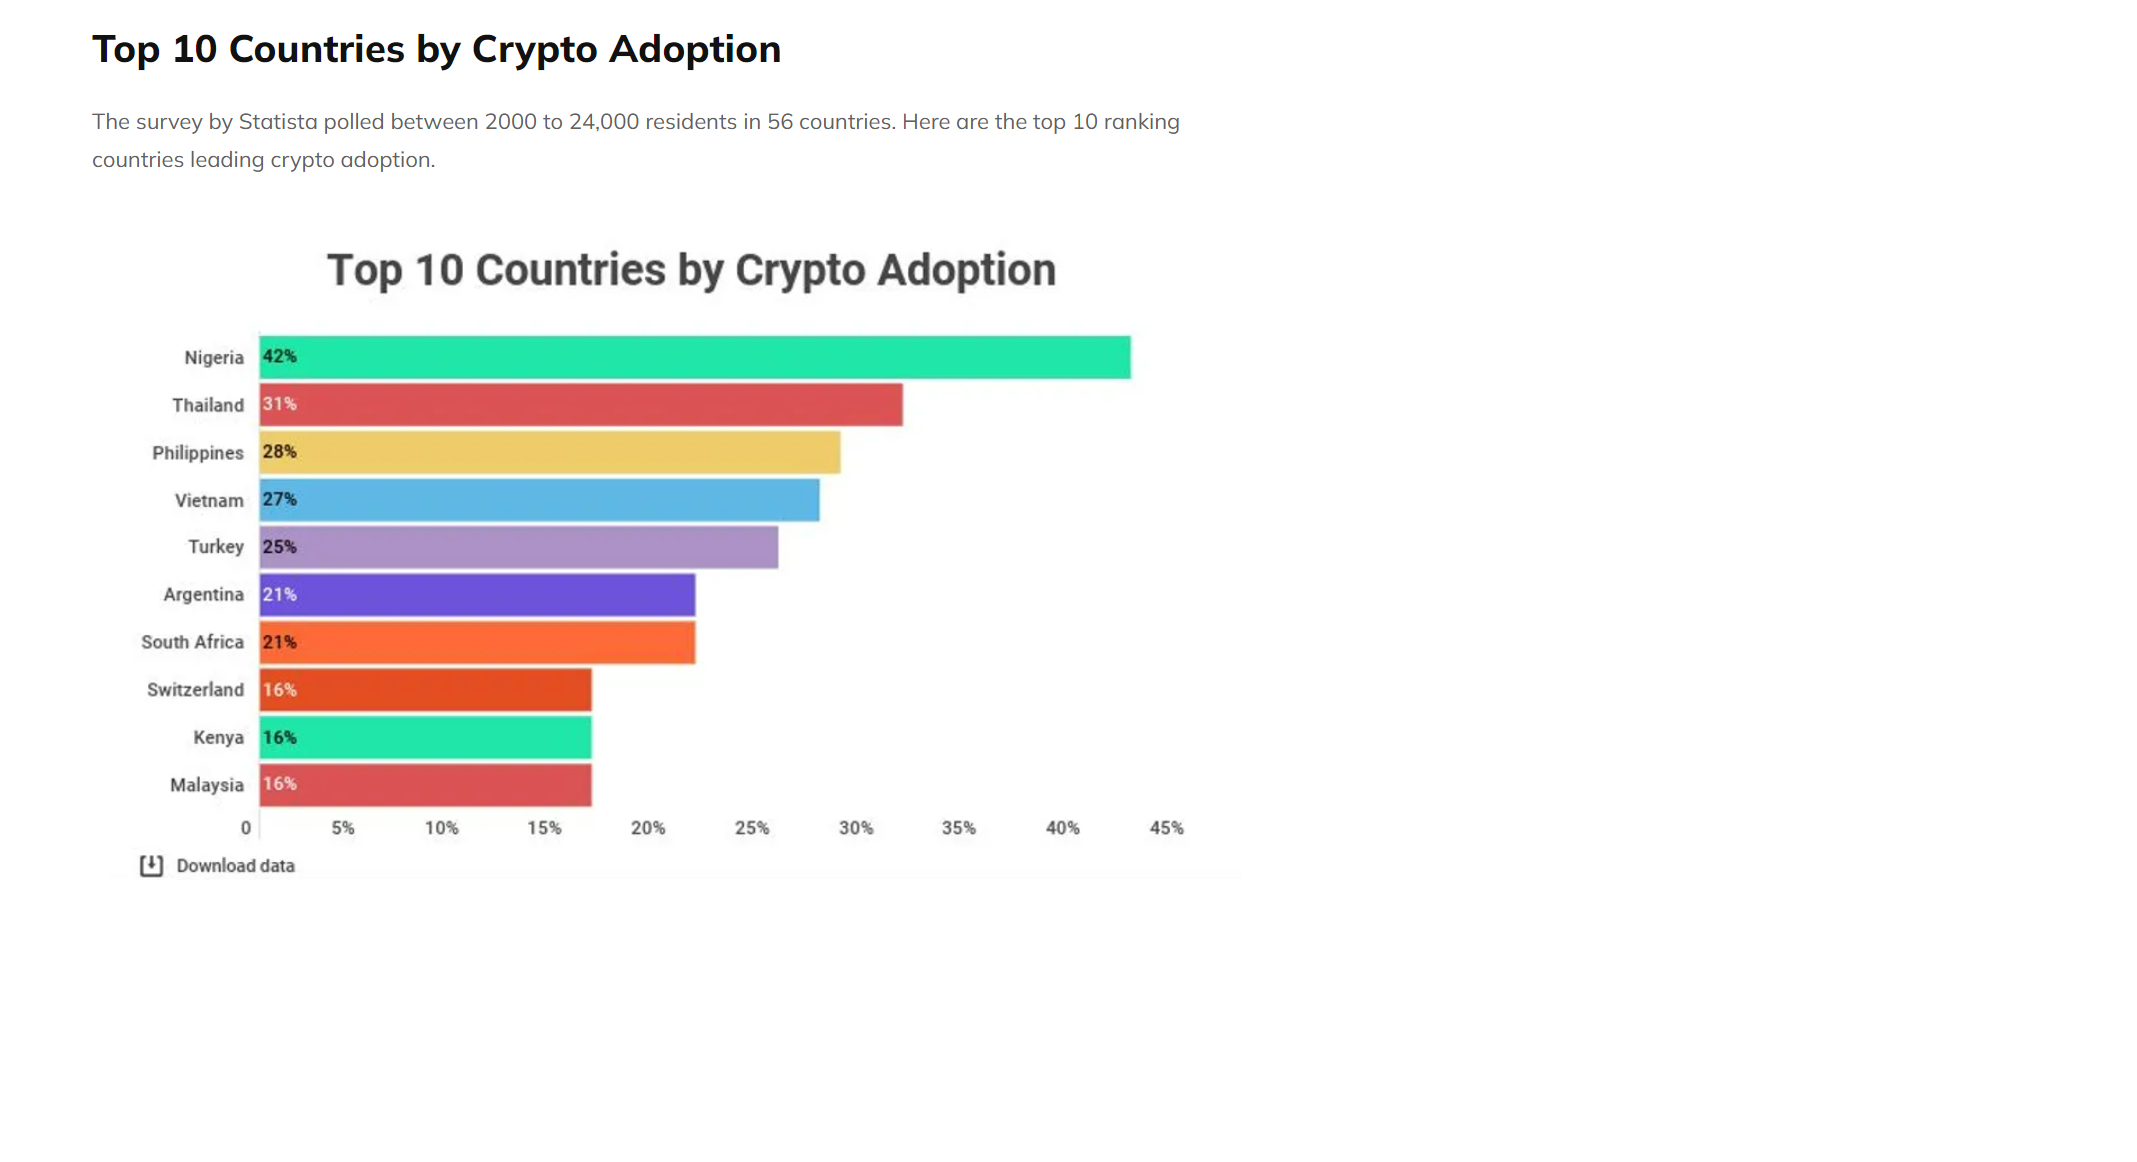 Top 10 Countries by Crypto Adoption
The survey by Statista polled between 2000 to 24,000 residents in 56 countries. Here are the top 10 ranking
countries leading crypto adoption.
Top 10 Countries by Crypto Adoption
Nigeria 42%
Thailand 31%
Philippines 28%
Vietnam 27%
Turkey 25%
Argentina 21%
South Africa 21%
Switzerland 16%
Kenya 16%
Malaysia 16%
0 5% 10% 15% 20% 25% 30% 35% 40% 45%
Download data